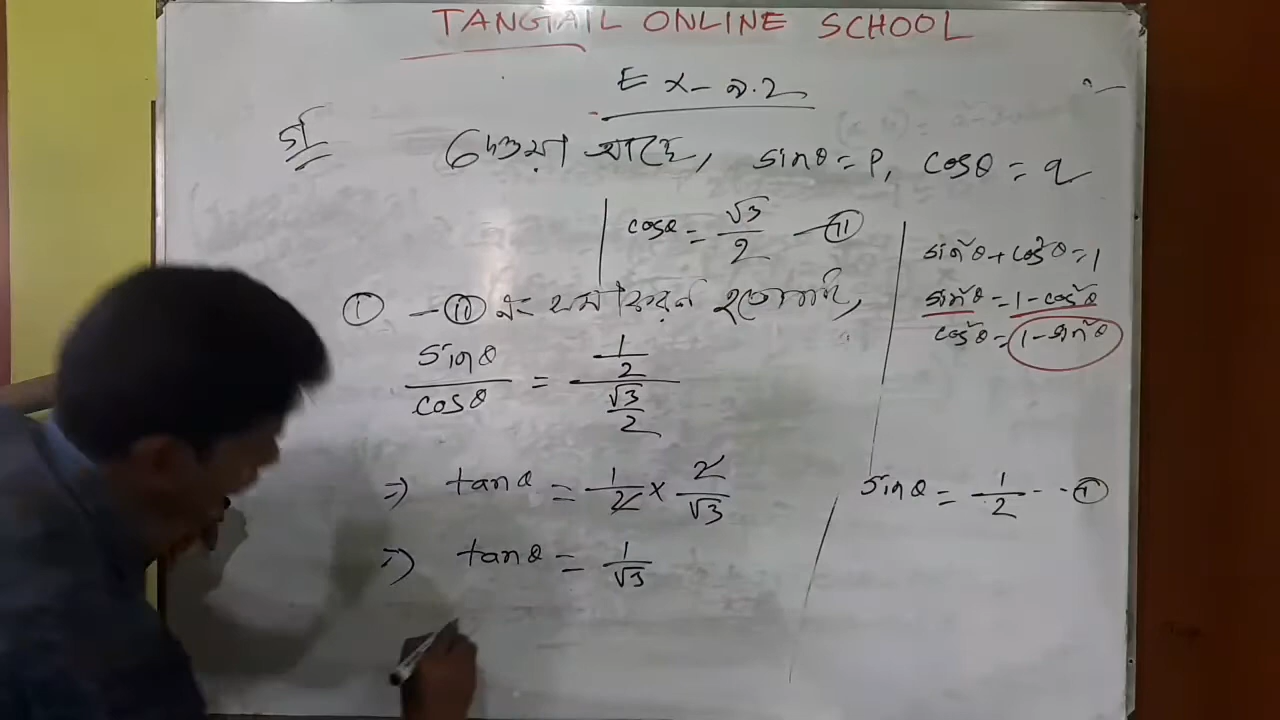 TANGTAIL ONLINE SCHOOL
Ex-৯.2
দেওয়া আছে, sinθ = P, cosθ = q
cosθ = √3/2 — (ii)
sin²θ + cos²θ = 1
sin²θ = 1 - cos²θ
cos²θ = 1 - sin²θ
(i) — (ii) নং
sinθ/cosθ = (1/2)/(√3/2)
⇒ tanθ = 1/2 × 2/√3
sinθ = 1/2 - - (i)
⇒ tanθ = 1/√3